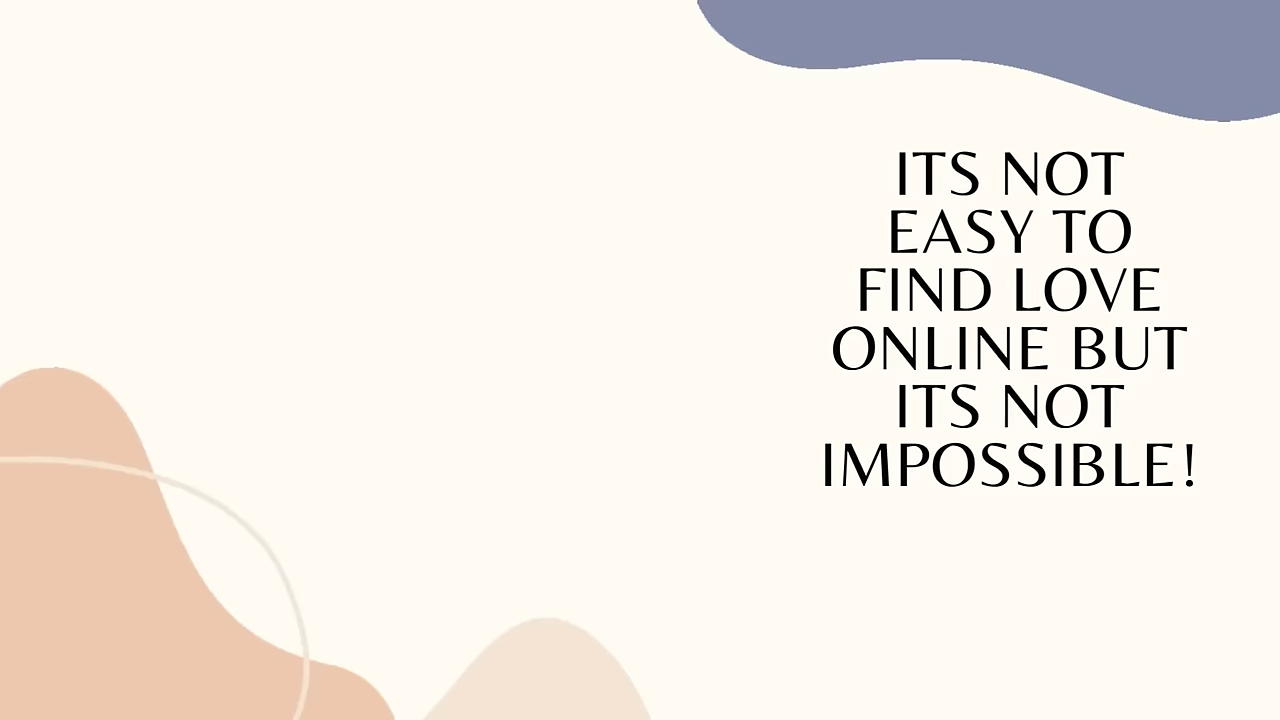 ITS NOT
EASY TO
FIND LOVE
ONLINE BUT
ITS NOT
IMPOSSIBLE!